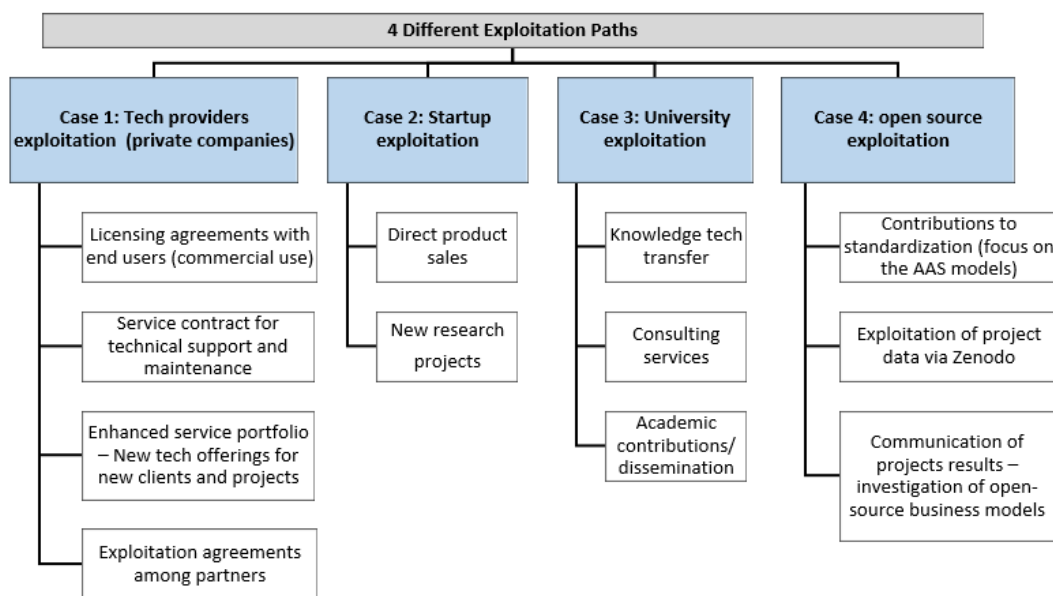 4 Different Exploitation Paths
Case 1: Tech providers
exploitation (private companies)
Licensing agreements with
end users (commercial use)
Service contract for
technical support and
maintenance
Enhanced service portfolio
– New tech offerings for
new clients and projects
Exploitation agreements
among partners
Case 2: Startup
exploitation
Direct product
sales
New research
projects
Case 3: University
exploitation
Knowledge tech
transfer
Consulting
services
Academic
contributions/
dissemination
Case 4: open source
exploitation
Contributions to
standardization (focus on
the AAS models)
Exploitation of project
data via Zenodo
Communication of
projects results –
investigation of open-
source business models